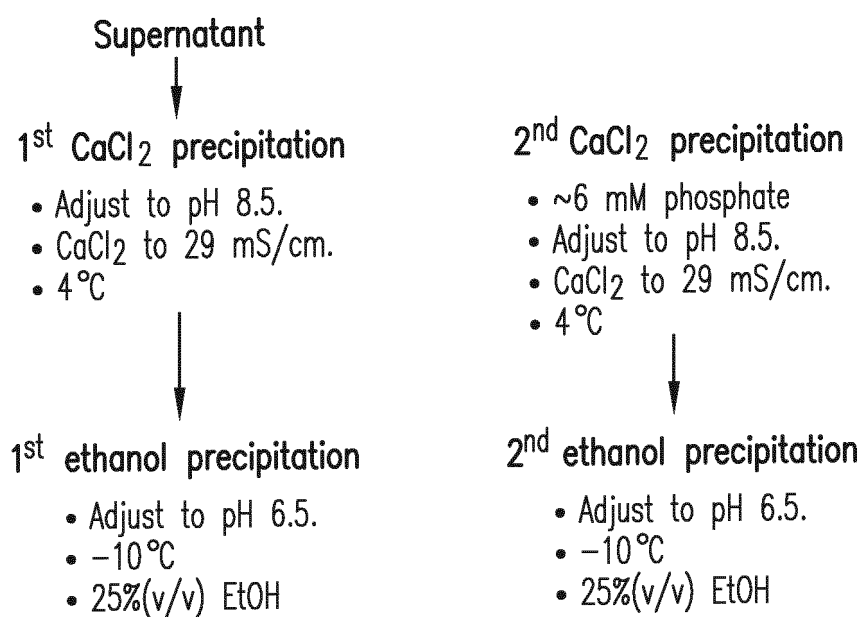 Supernatant
1st CaCl2 precipitation
• Adjust to pH 8.5.
• CaCl2 to 29 mS/cm.
• 4°C
1st ethanol precipitation
• Adjust to pH 6.5.
• –10°C
• 25%(v/v) EtOH
2nd CaCl2 precipitation
• ~6 mM phosphate
• Adjust to pH 8.5.
• CaCl2 to 29 mS/cm.
• 4°C
2nd ethanol precipitation
• Adjust to pH 6.5.
• –10°C
• 25%(v/v) EtOH